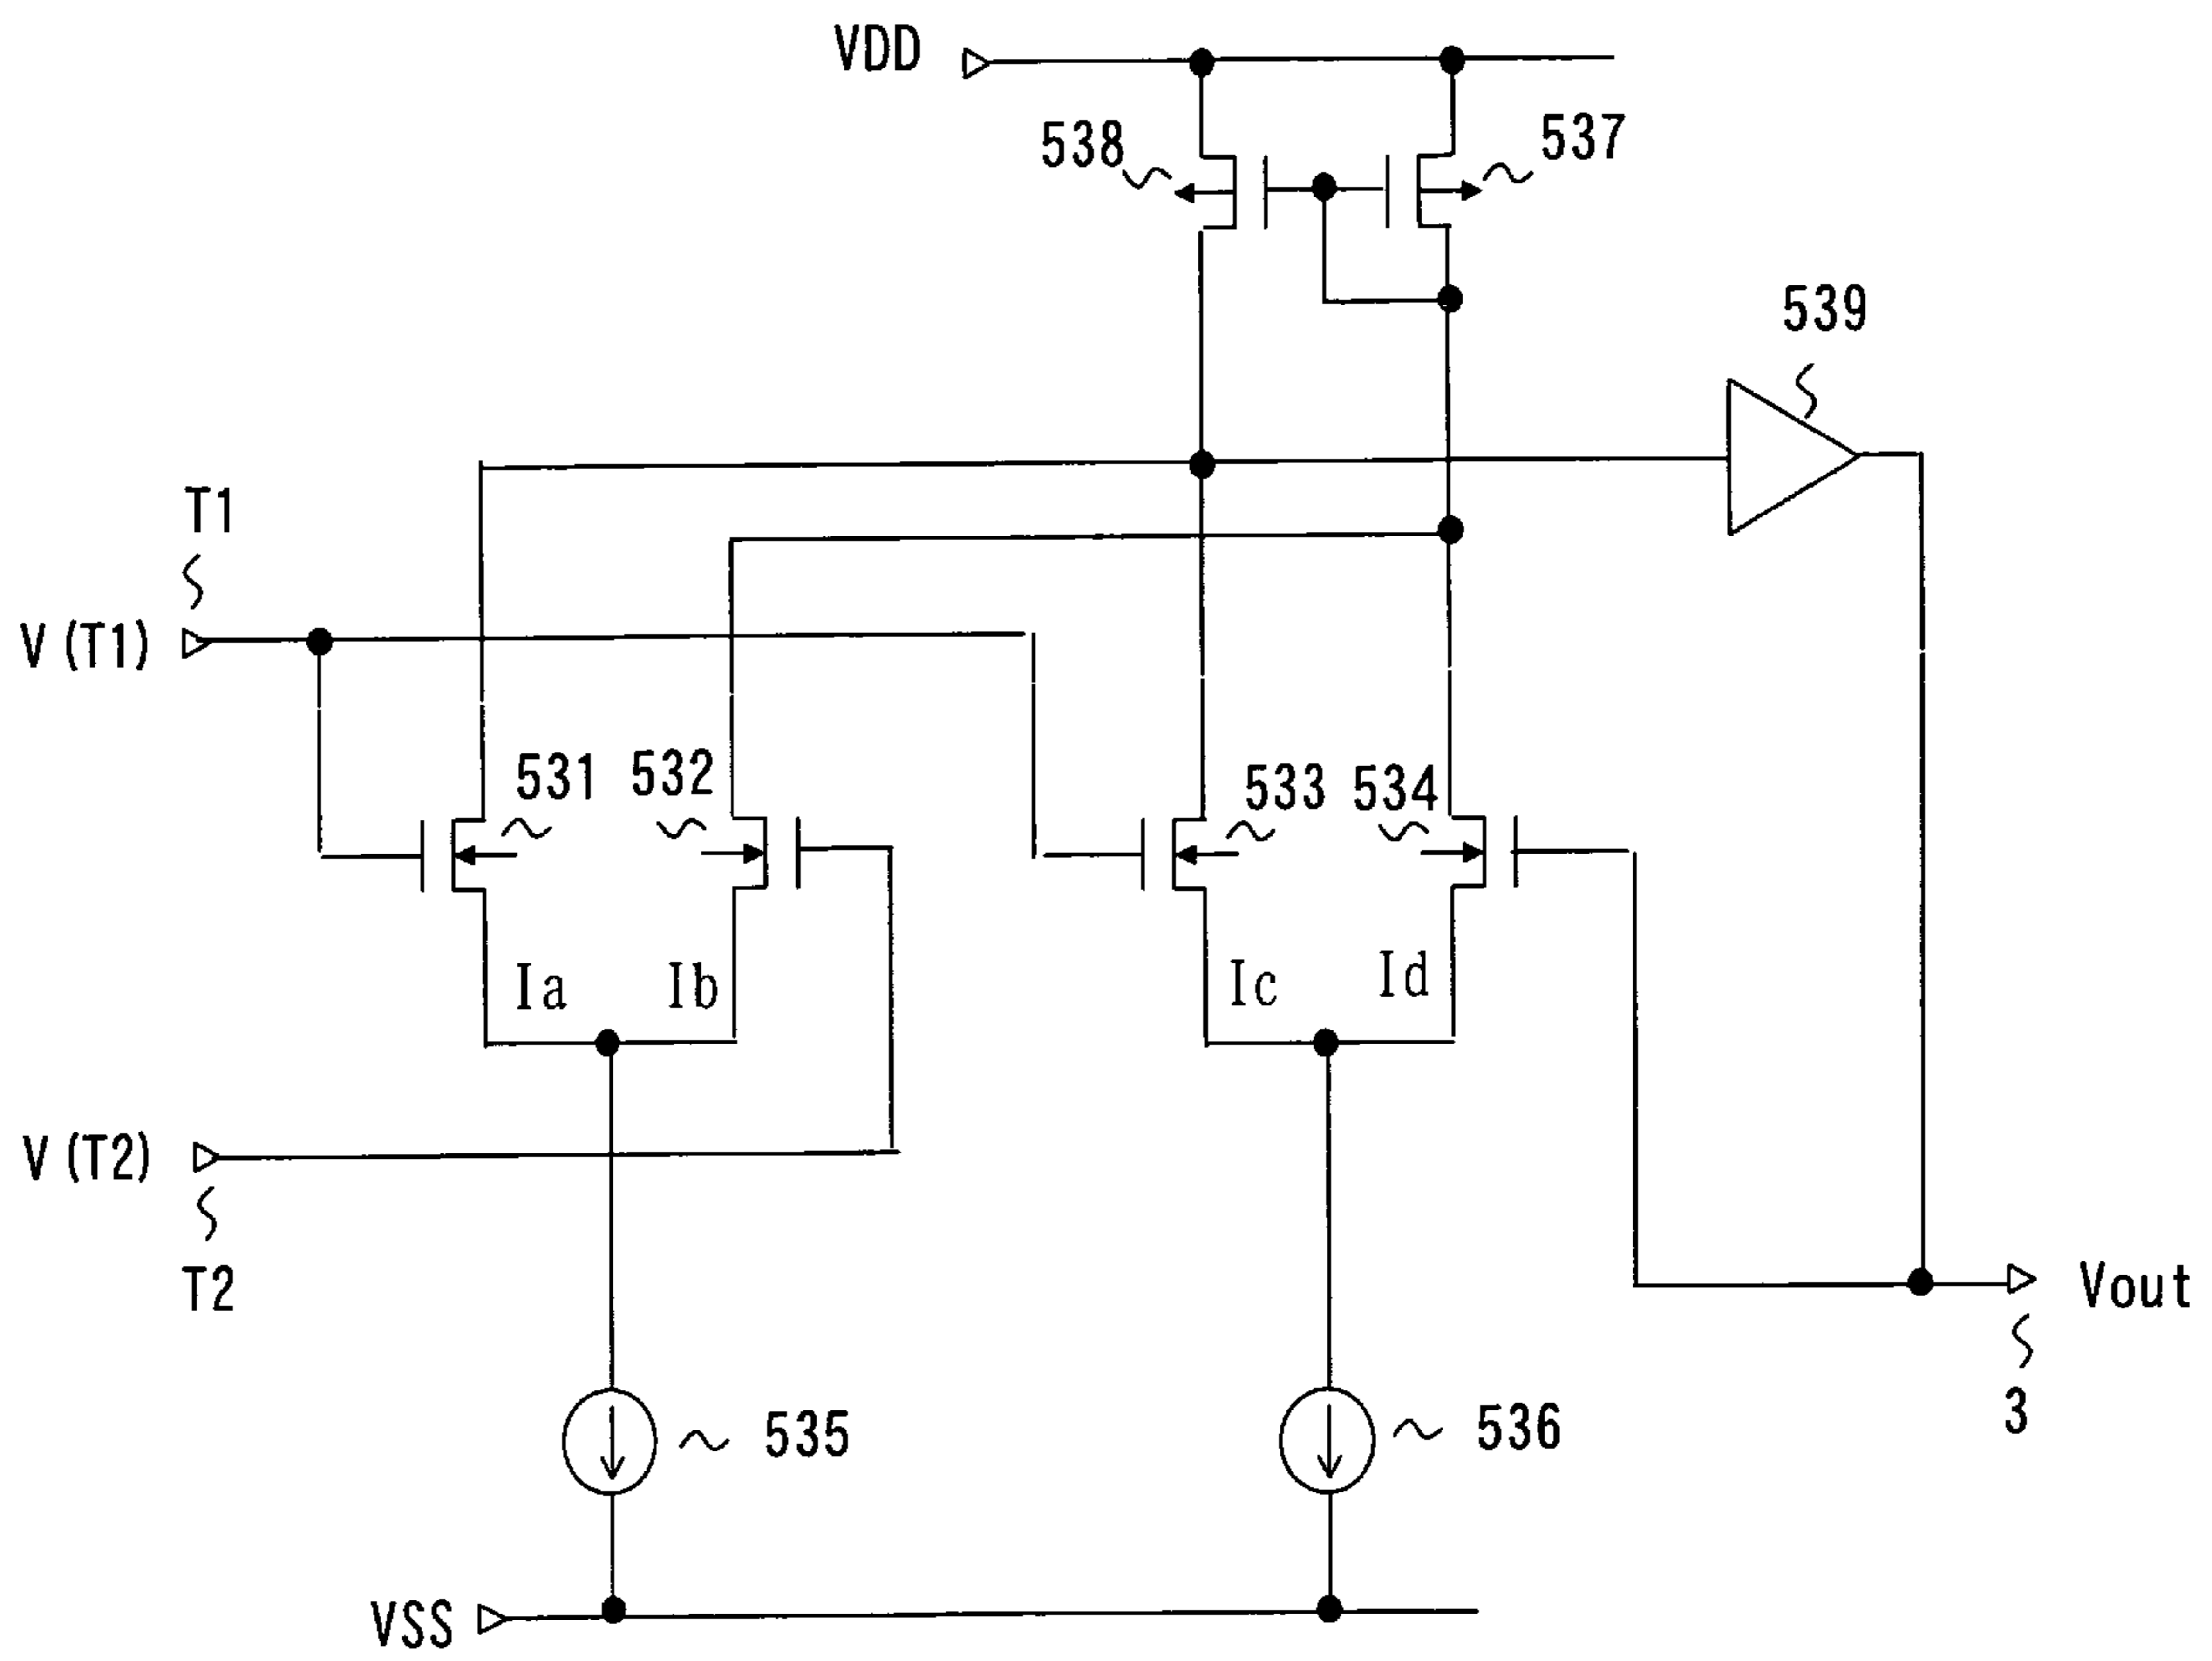 VDD
538
537
539
T1
V (T1)
531
532
533
534
Ia
Ib
Ic
Id
V (T2)
T2
Vout
3
535
536
VSS